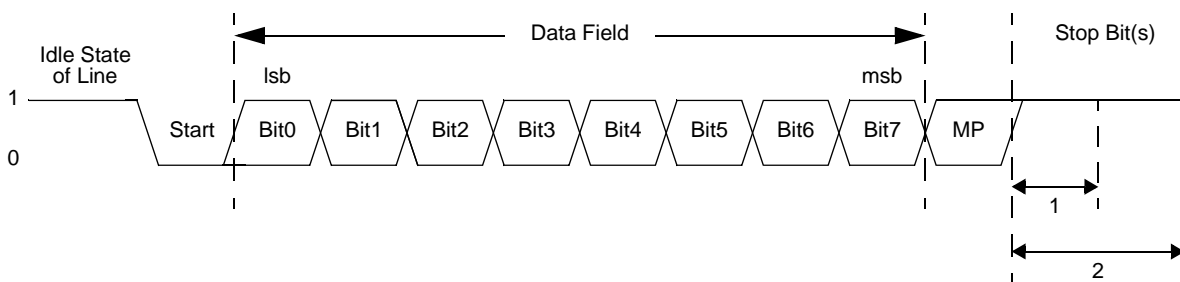 Data Field
Stop Bit(s)
Idle State
of Line
lsb
msb
1
Start
Bit0
Bit1
Bit2
Bit3
Bit4
Bit5
Bit6
Bit7
MP
0
1
2